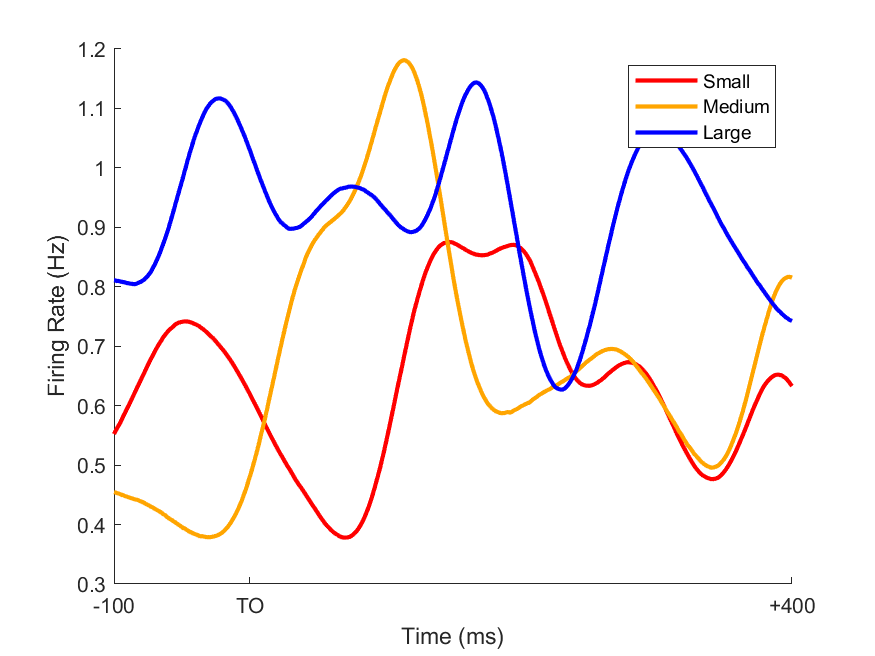 1.2
1.1
1
0.9
0.8
0.7
0.6
0.5
0.4
0.3
Firing Rate (Hz)
Small
Medium
Large
-100
TO
+400
Time (ms)